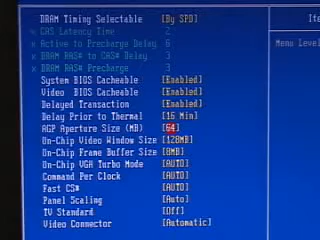 DRAM Timing Selectable [By SPD]
x CAS Latency Time 2
x Active to Precharge Delay 6
x DRAM RAS# to CAS# Delay 3
x DRAM RAS# Precharge 3
System BIOS Cacheable [Enabled]
Video BIOS Cacheable [Enabled]
Delayed Transaction [Enabled]
Delay Prior to Thermal [16 Min]
AGP Aperture Size (MB) [64]
On-Chip Video Window Size [128MB]
On-Chip Frame Buffer Size [8MB]
On-Chip VGA Turbo Mode [AUTO]
Command Per Clock [AUTO]
Fast CS# [AUTO]
Panel Scaling [Auto]
TV Standard [Off]
Video Connector [Automatic]
Ite
Menu Level